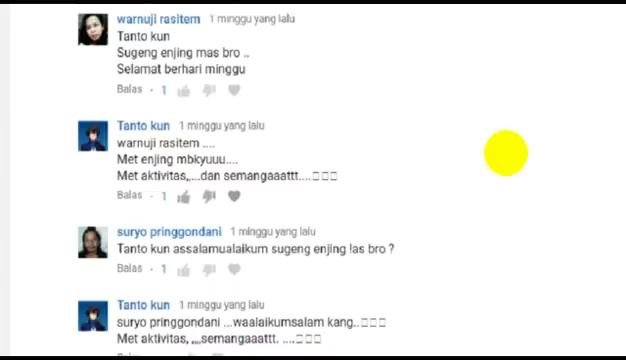 warnuji rasitem 1 minggu yang lalu
Tanto kun
Sugeng enjing mas bro ..
Selamat berhari minggu
Balas 1
Tanto kun 1 minggu yang lalu
warnuji rasitem ....
Met enjing mbkyuuu....
Met aktivitas,,...dan semangaaattt....□□□
Balas 1
suryo pringgondani 1 minggu yang lalu
Tanto kun assalamualaikum sugeng enjing !as bro ?
Balas 1
Tanto kun 1 minggu yang lalu
suryo pringgondani ...waalaikumsalam kang..□□□
Met aktivitas, ,,,,semangaattt. ....□□□